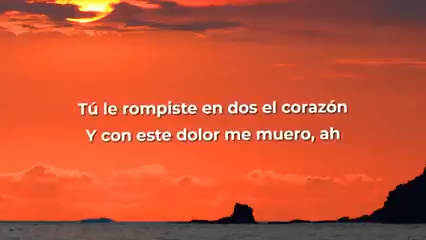 Tú le rompiste en dos el corazón
Y con este dolor me muero, ah